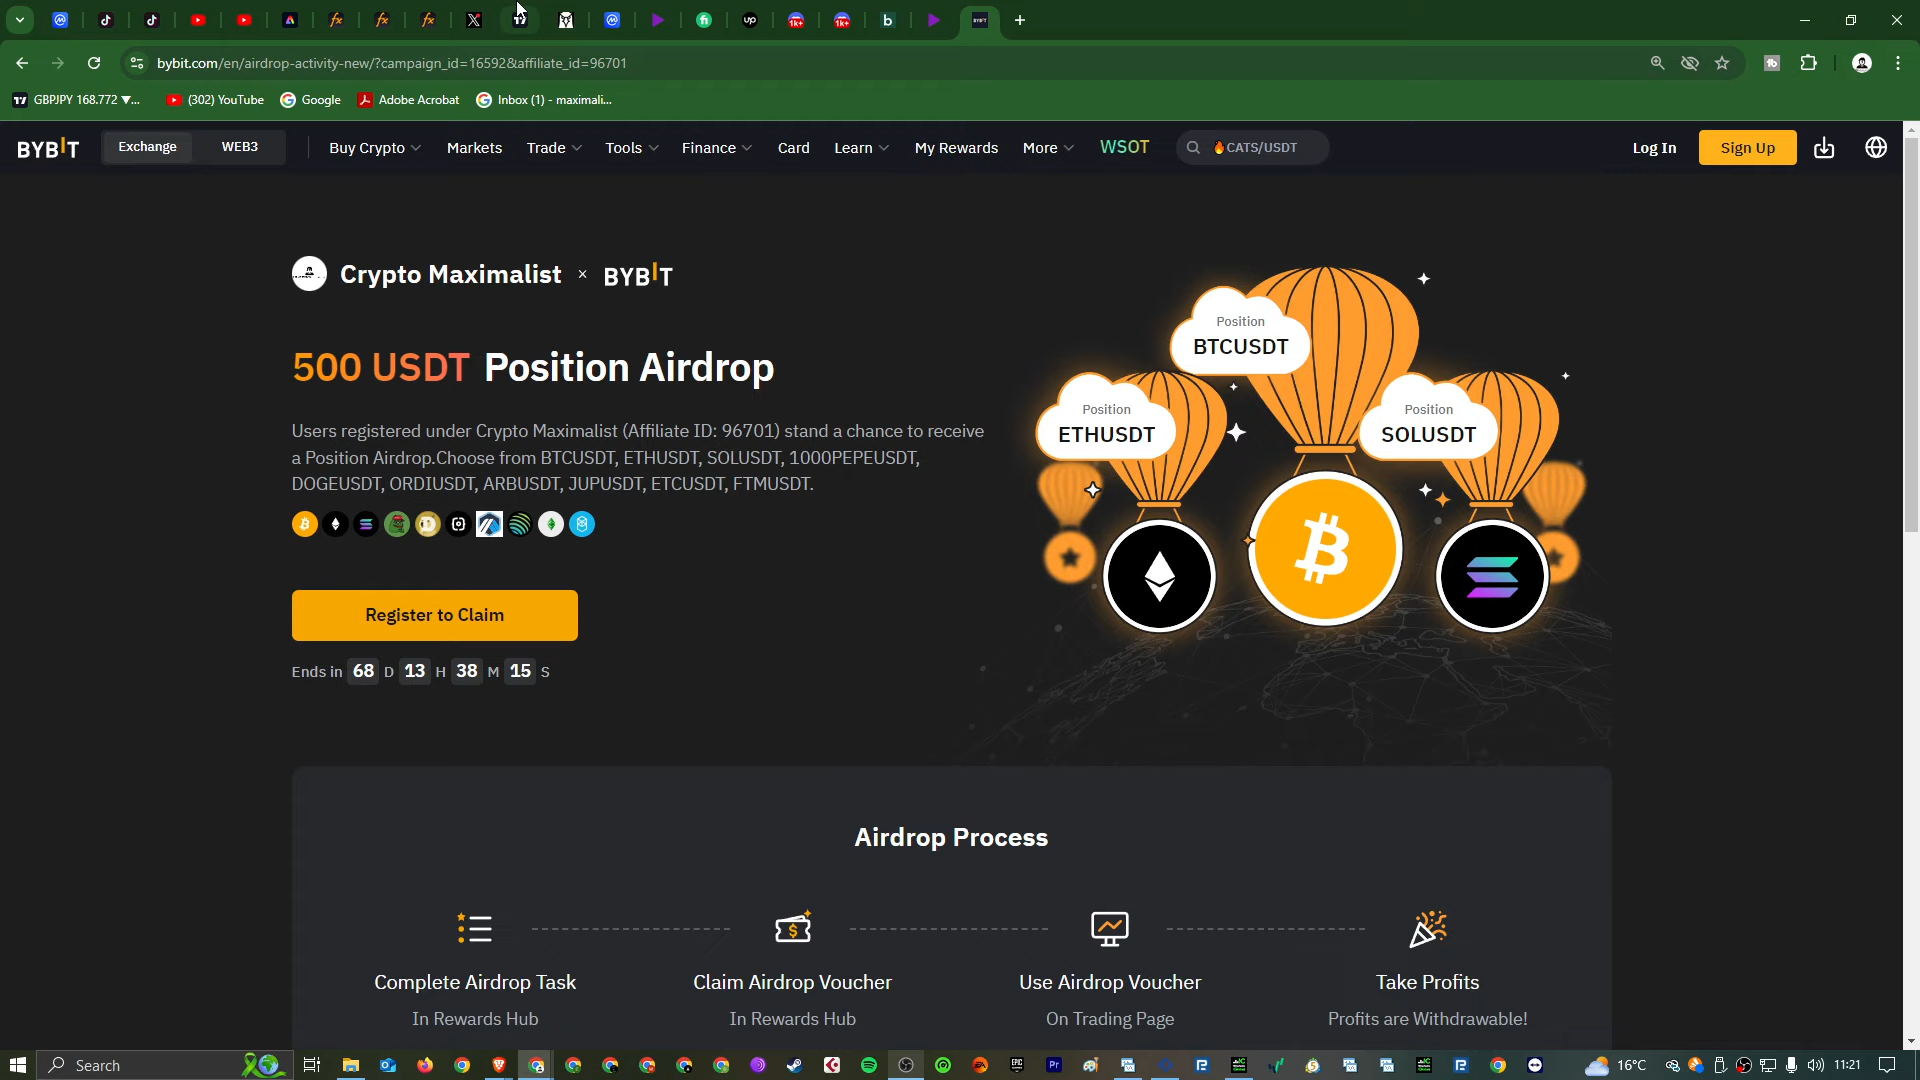 bybit.com/en/airdrop-activity-new/?campaign_id=16592&affiliate_id=96701
GBPJPY 168.772 ▼...
(302) YouTube
Google
Adobe Acrobat
Inbox (1) - maximali...
BYBIT
Exchange
WEB3
Buy Crypto
Markets
Trade
Tools
Finance
Card
Learn
My Rewards
More
WSOT
CATS/USDT
Log In
Sign Up
Crypto Maximalist × BYBIT
500 USDT Position Airdrop
Users registered under Crypto Maximalist (Affiliate ID: 96701) stand a chance to receive
a Position Airdrop.Choose from BTCUSDT, ETHUSDT, SOLUSDT, 1000PEPEUSDT,
DOGEUSDT, ORDIUSDT, ARBUSDT, JUPUSDT, ETCUSDT, FTMUSDT.
Register to Claim
Ends in 68 D 13 H 38 M 15 S
Position
BTCUSDT
Position
ETHUSDT
Position
SOLUSDT
Airdrop Process
Complete Airdrop Task
In Rewards Hub
Claim Airdrop Voucher
In Rewards Hub
Use Airdrop Voucher
On Trading Page
Take Profits
Profits are Withdrawable!
Search
16°C
11:21